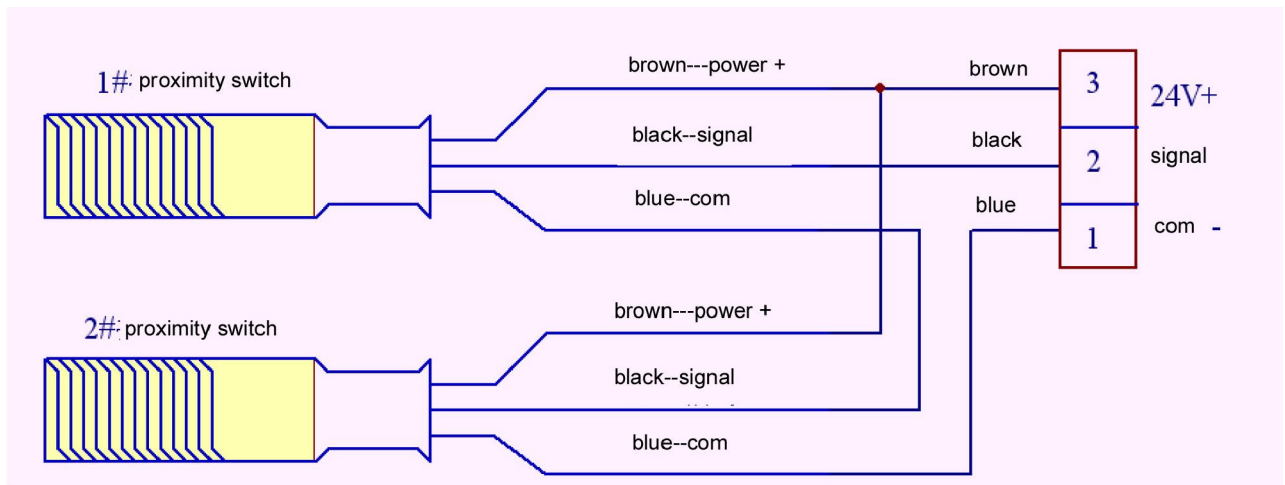 1#: proximity switch
brown---power +
brown
3
24V+
black--signal
black
2
signal
blue--com
blue
1
com -
2#: proximity switch
brown---power +
black--signal
blue--com